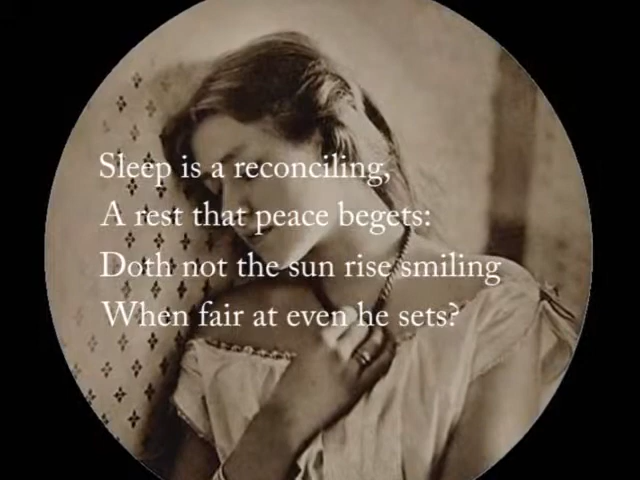 Sleep is a reconciling,
A rest that peace begets:
Doth not the sun rise smiling
When fair at even he sets?